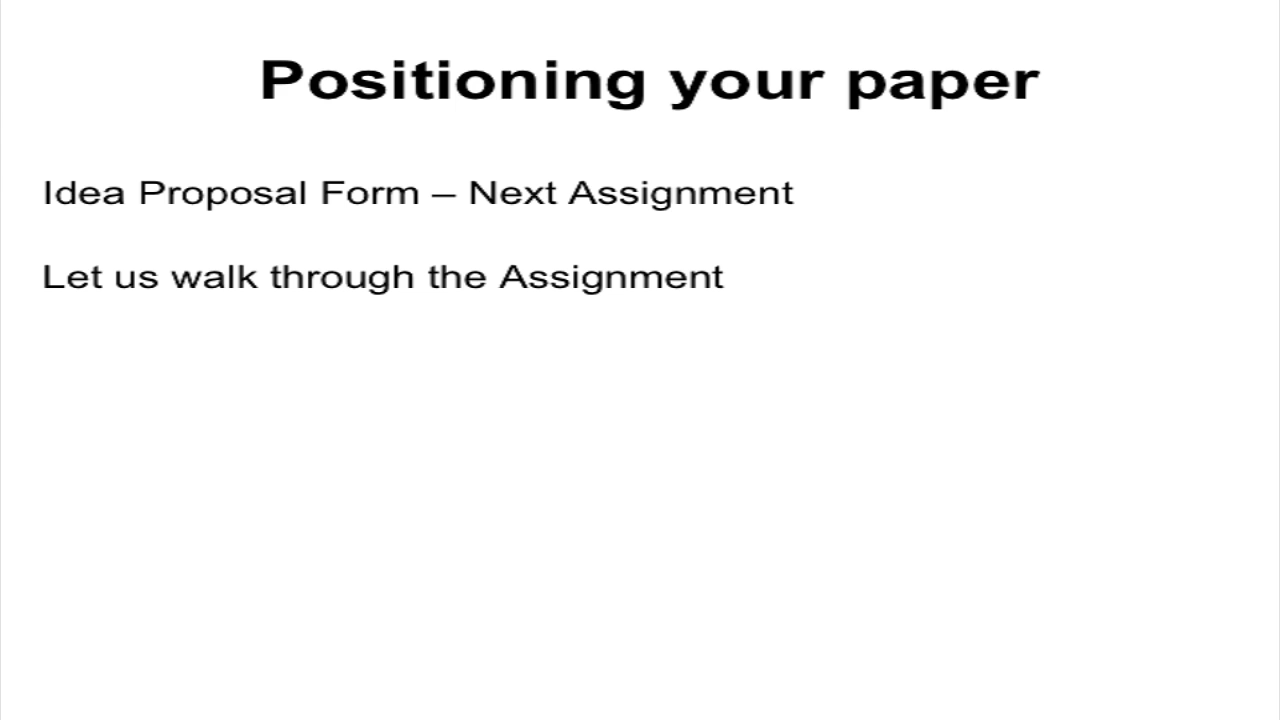 Positioning your paper
Idea Proposal Form – Next Assignment
Let us walk through the Assignment